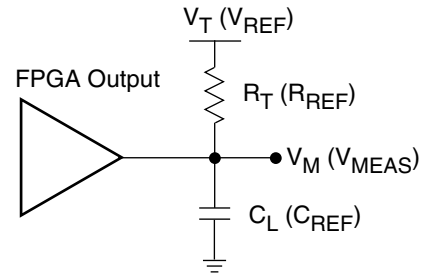 V_T (V_REF)
FPGA Output
R_T (R_REF)
V_M (V_MEAS)
C_L (C_REF)